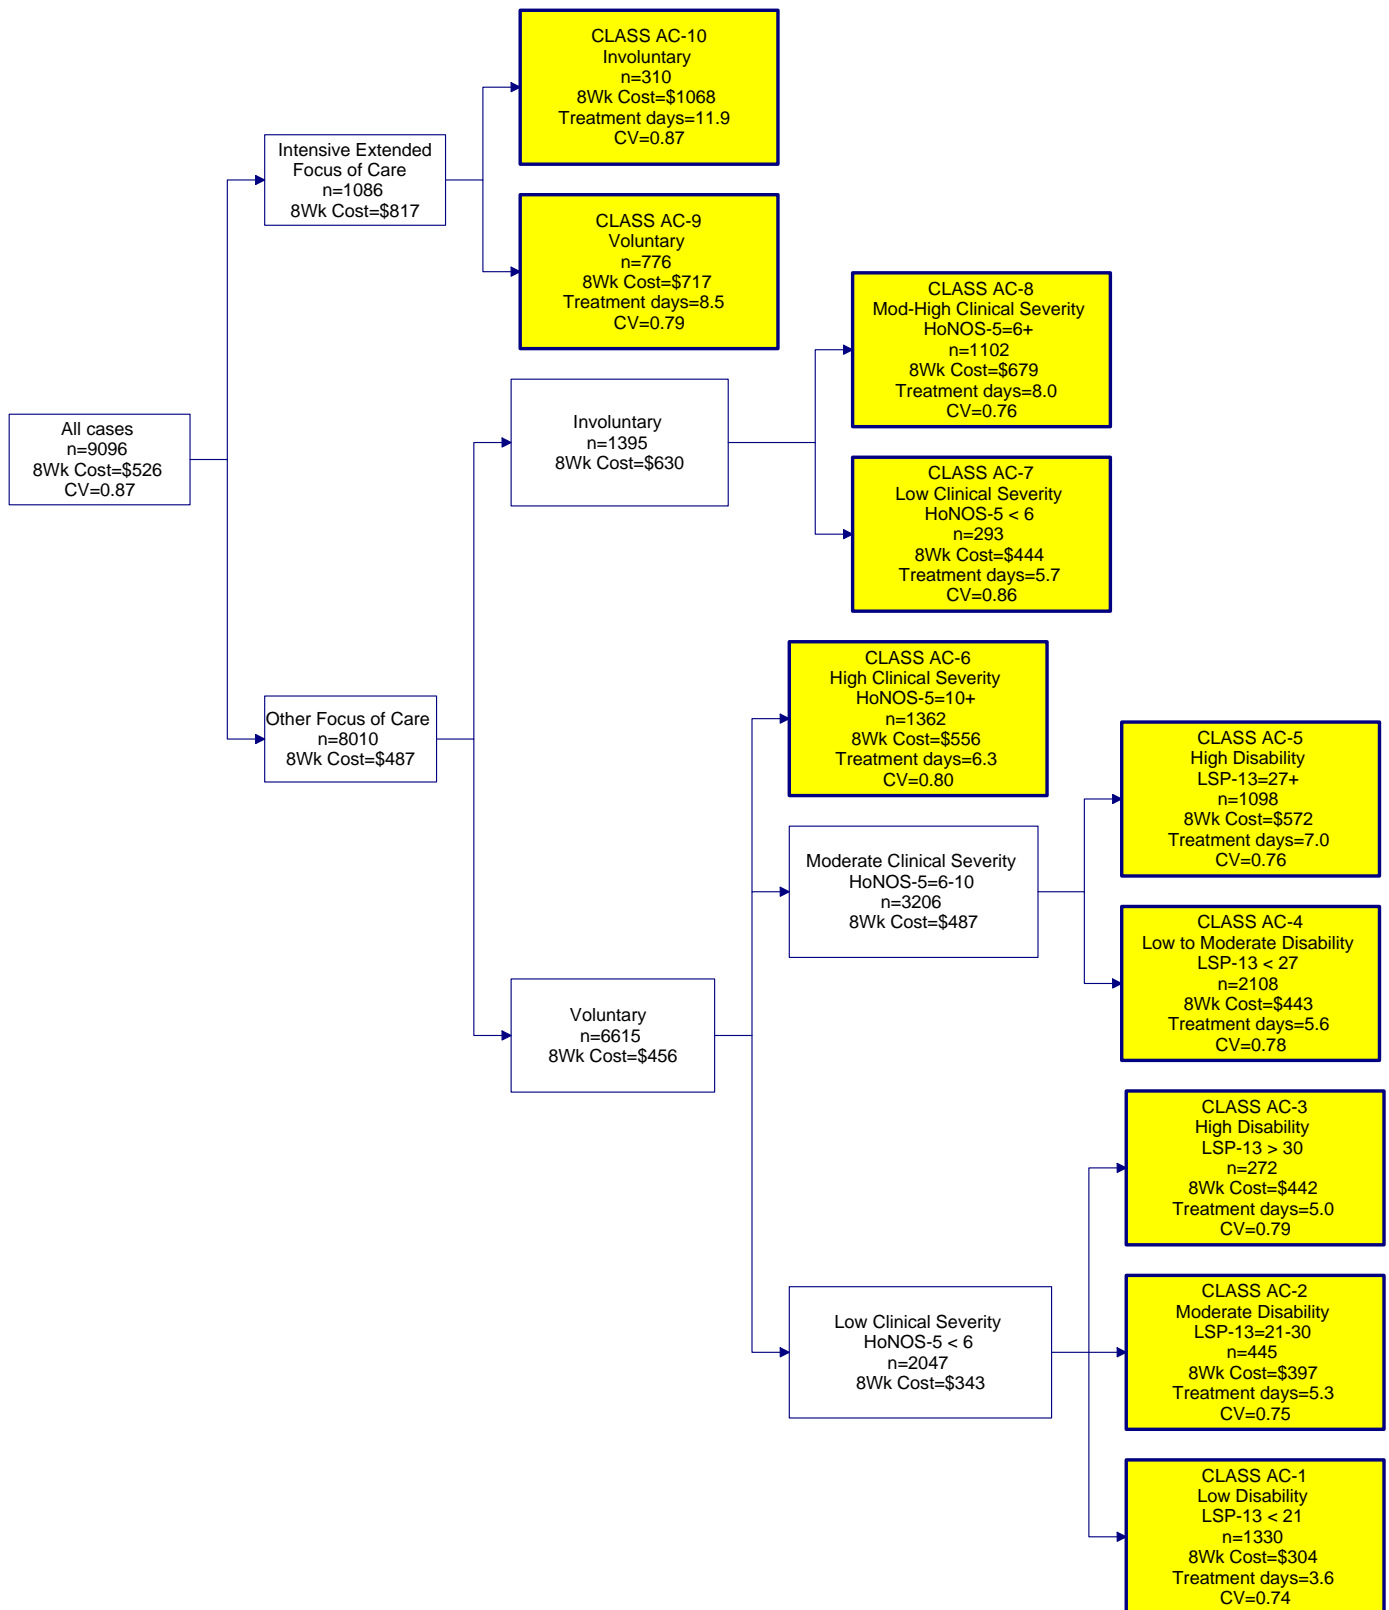 CLASS AC-10
Involuntary
n=310
8Wk Cost=$1068
Treatment days=11.9
CV=0.87
Intensive Extended
Focus of Care
n=1086
8Wk Cost=$817
CLASS AC-9
Voluntary
n=776
8Wk Cost=$717
Treatment days=8.5
CV=0.79
CLASS AC-8
Mod-High Clinical Severity
HoNOS-5=6+
n=1102
8Wk Cost=$679
Treatment days=8.0
CV=0.76
All cases
n=9096
8Wk Cost=$526
CV=0.87
Involuntary
n=1395
8Wk Cost=$630
CLASS AC-7
Low Clinical Severity
HoNOS-5 < 6
n=293
8Wk Cost=$444
Treatment days=5.7
CV=0.86
CLASS AC-6
High Clinical Severity
HoNOS-5=10+
n=1362
8Wk Cost=$556
Treatment days=6.3
CV=0.80
Other Focus of Care
n=8010
8Wk Cost=$487
CLASS AC-5
High Disability
LSP-13=27+
n=1098
8Wk Cost=$572
Treatment days=7.0
CV=0.76
Moderate Clinical Severity
HoNOS-5=6-10
n=3206
8Wk Cost=$487
CLASS AC-4
Low to Moderate Disability
LSP-13 < 27
n=2108
8Wk Cost=$443
Treatment days=5.6
CV=0.78
Voluntary
n=6615
8Wk Cost=$456
CLASS AC-3
High Disability
LSP-13 > 30
n=272
8Wk Cost=$442
Treatment days=5.0
CV=0.79
Low Clinical Severity
HoNOS-5 < 6
n=2047
8Wk Cost=$343
CLASS AC-2
Moderate Disability
LSP-13=21-30
n=445
8Wk Cost=$397
Treatment days=5.3
CV=0.75
CLASS AC-1
Low Disability
LSP-13 < 21
n=1330
8Wk Cost=$304
Treatment days=3.6
CV=0.74